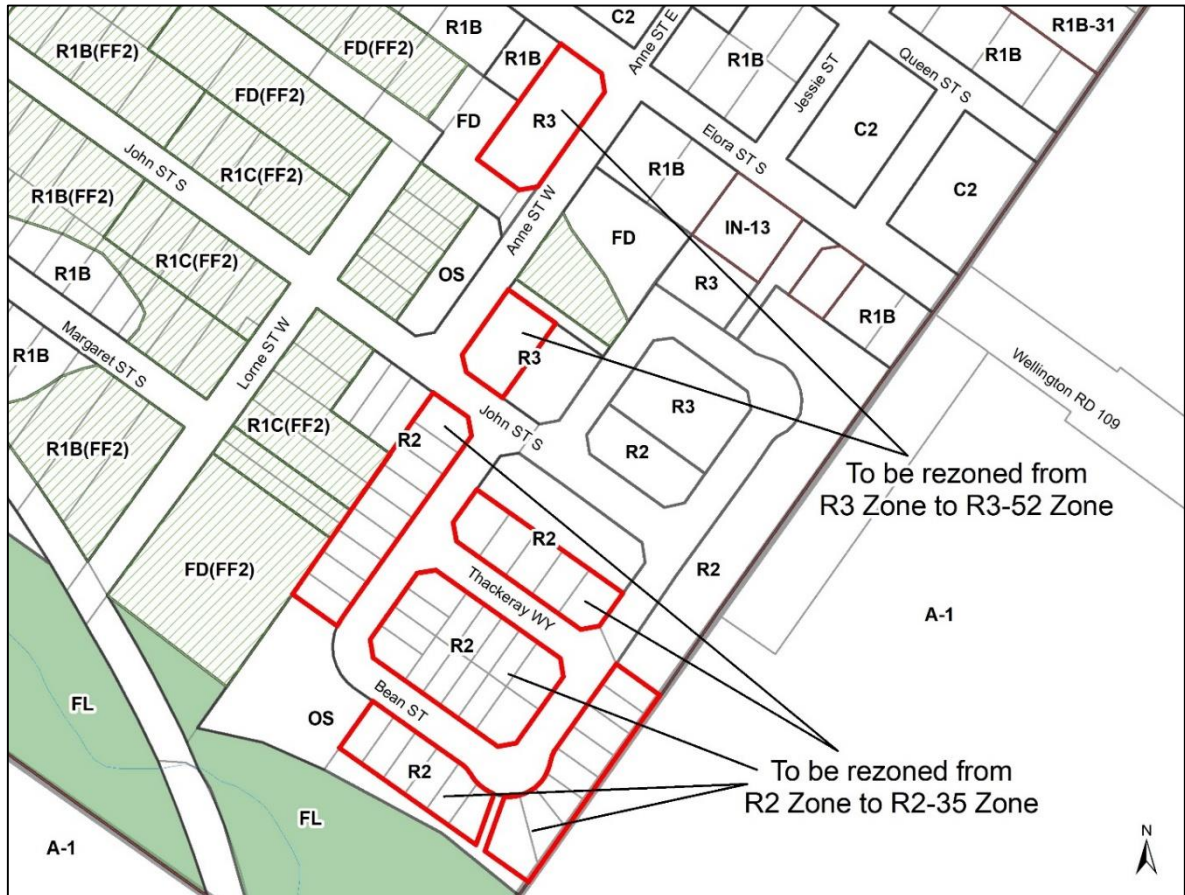 C2
R1B
R1B-31
R1B(FF2)
FD(FF2)
R1B
Anne ST E
R1B
R1B
Queen ST S
Jessie ST
FD(FF2)
FD
R3
C2
Elora ST S
John ST S
R1C(FF2)
R1B
C2
R1B(FF2)
Anne ST W
IN-13
FD
R1C(FF2)
OS
R1B
R3
R1B
Margaret ST S
Lorne ST W
R3
Wellington RD 109
R1B
R3
R1C(FF2)
R2
John ST S
R1B(FF2)
R2
To be rezoned from
R3 Zone to R3-52 Zone
R2
FD(FF2)
Thackeray WY
R2
A-1
R2
FL
Bean ST
OS
R2
To be rezoned from
R2 Zone to R2-35 Zone
FL
A-1
N